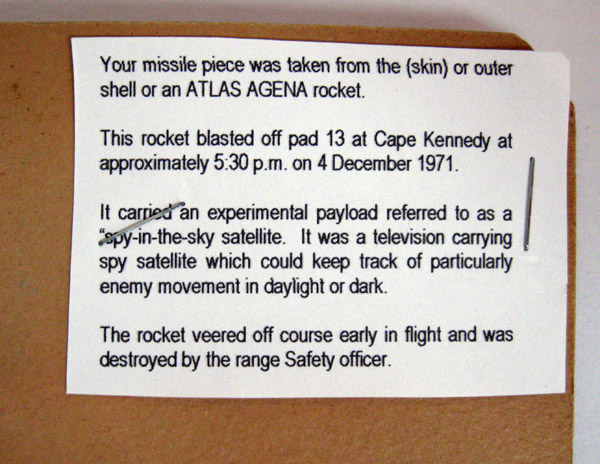 Your missile piece was taken from the (skin) or outer
shell or an ATLAS AGENA rocket.
This rocket blasted off pad 13 at Cape Kennedy at
approximately 5:30 p.m. on 4 December 1971.
It carried an experimental payload referred to as a
“spy-in-the-sky satellite. It was a television carrying
spy satellite which could keep track of particularly
enemy movement in daylight or dark.
The rocket veered off course early in flight and was
destroyed by the range Safety officer.